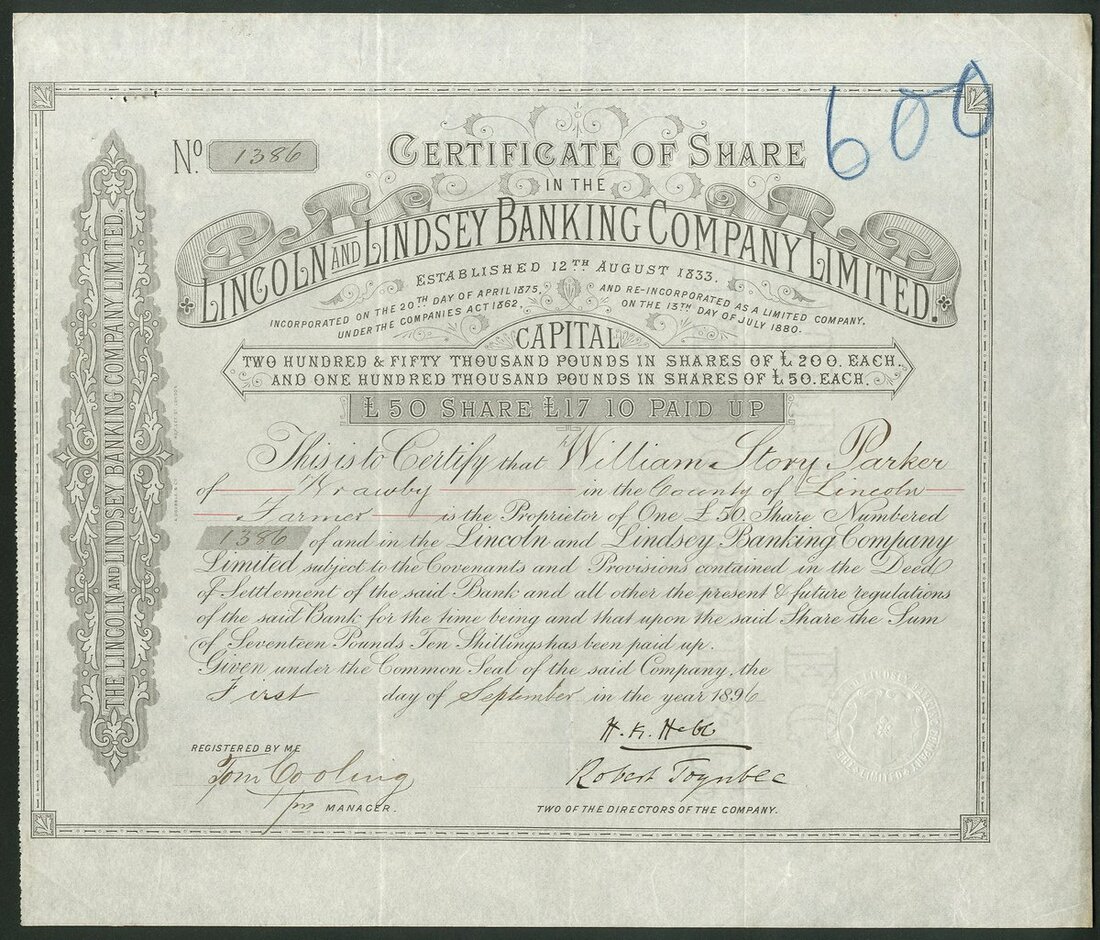 600
No 1386
CERTIFICATE OF SHARE
IN THE
LINCOLN AND LINDSEY BANKING COMPANY LIMITED.
ESTABLISHED 12TH AUGUST 1833.
INCORPORATED ON THE 20TH DAY OF APRIL 1875,
UNDER THE COMPANIES ACT 1862,
AND RE-INCORPORATED AS A LIMITED COMPANY,
ON THE 13TH DAY OF JULY 1880.
CAPITAL
TWO HUNDRED & FIFTY THOUSAND POUNDS IN SHARES OF £200. EACH.
AND ONE HUNDRED THOUSAND POUNDS IN SHARES OF £50. EACH.
£50 SHARE £17 10 PAID UP
This is to Certify that William Story Parker
of Wrawby in the County of Lincoln
Farmer is the Proprietor of One £50. Share Numbered
1386 of and in the Lincoln and Lindsey Banking Company
Limited subject to the Covenants and Provisions contained in the Deed
of Settlement of the said Bank and all other the present & future regulations
of the said Bank for the time being and that upon the said Share the Sum
of Seventeen Pounds Ten Shillings has been paid up.
Given under the Common Seal of the said Company, the
First day of September in the year 1896
H. K. Hebb
Robert Toynbee
TWO OF THE DIRECTORS OF THE COMPANY.
REGISTERED BY ME
Tom Cooling
MANAGER.
THE LINCOLN AND LINDSEY BANKING COMPANY LIMITED.